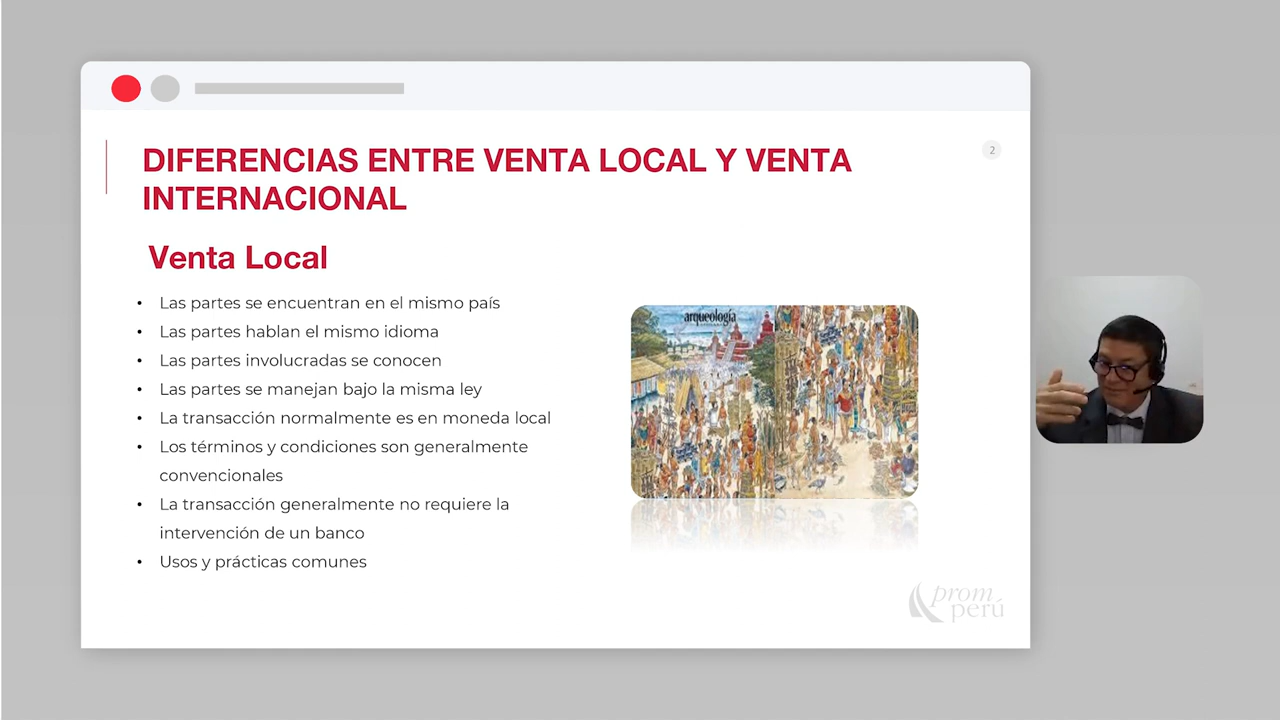 DIFERENCIAS ENTRE VENTA LOCAL Y VENTA
INTERNACIONAL
2
Venta Local
• Las partes se encuentran en el mismo país
• Las partes hablan el mismo idioma
• Las partes involucradas se conocen
• Las partes se manejan bajo la misma ley
• La transacción normalmente es en moneda local
• Los términos y condiciones son generalmente
convencionales
• La transacción generalmente no requiere la
intervención de un banco
• Usos y prácticas comunes
arqueología
prom
perú